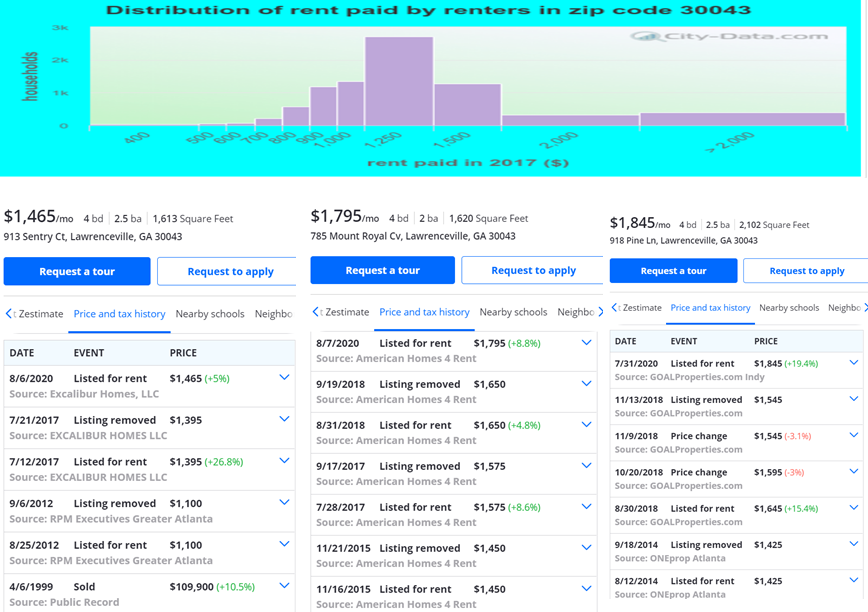 Distribution of rent paid by renters in zip code 30043
City-Data.com
households
3k
2k
1k
0
400
500
600
700
800
900
1,000
1,250
1,500
2,000
> 2,000
rent paid in 2017 ($)
$1,465/mo 4 bd 2.5 ba 1,613 Square Feet
913 Sentry Ct, Lawrenceville, GA 30043
Request a tour Request to apply
t Zestimate Price and tax history Nearby schools Neighbo
DATE EVENT PRICE
8/6/2020 Listed for rent $1,465 (+5%)
Source: Excalibur Homes, LLC
7/21/2017 Listing removed $1,395
Source: EXCALIBUR HOMES LLC
7/12/2017 Listed for rent $1,395 (+26.8%)
Source: EXCALIBUR HOMES LLC
9/6/2012 Listing removed $1,100
Source: RPM Executives Greater Atlanta
8/25/2012 Listed for rent $1,100
Source: RPM Executives Greater Atlanta
4/6/1999 Sold $109,900 (+10.5%)
Source: Public Record
$1,795/mo 4 bd 2 ba 1,620 Square Feet
785 Mount Royal Cv, Lawrenceville, GA 30043
Request a tour Request to apply
t Zestimate Price and tax history Nearby schools Neighbo
8/7/2020 Listed for rent $1,795 (+8.8%)
Source: American Homes 4 Rent
9/19/2018 Listing removed $1,650
Source: American Homes 4 Rent
8/31/2018 Listed for rent $1,650 (+4.8%)
Source: American Homes 4 Rent
9/17/2017 Listing removed $1,575
Source: American Homes 4 Rent
7/28/2017 Listed for rent $1,575 (+8.6%)
Source: American Homes 4 Rent
11/21/2015 Listing removed $1,450
Source: American Homes 4 Rent
11/16/2015 Listed for rent $1,450
Source: American Homes 4 Rent
$1,845/mo 4 bd 2.5 ba 2,102 Square Feet
918 Pine Ln, Lawrenceville, GA 30043
Request a tour Request to apply
t Zestimate Price and tax history Nearby schools Neighbo
DATE EVENT PRICE
7/31/2020 Listed for rent $1,845 (+19.4%)
Source: GOALProperties.com Indy
11/13/2018 Listing removed $1,545
Source: GOALProperties.com
11/9/2018 Price change $1,545 (-3.1%)
Source: GOALProperties.com
10/20/2018 Price change $1,595 (-3%)
Source: GOALProperties.com
8/30/2018 Listed for rent $1,645 (+15.4%)
Source: GOALProperties.com
9/18/2014 Listing removed $1,425
Source: ONEprop Atlanta
8/12/2014 Listed for rent $1,425
Source: ONEprop Atlanta